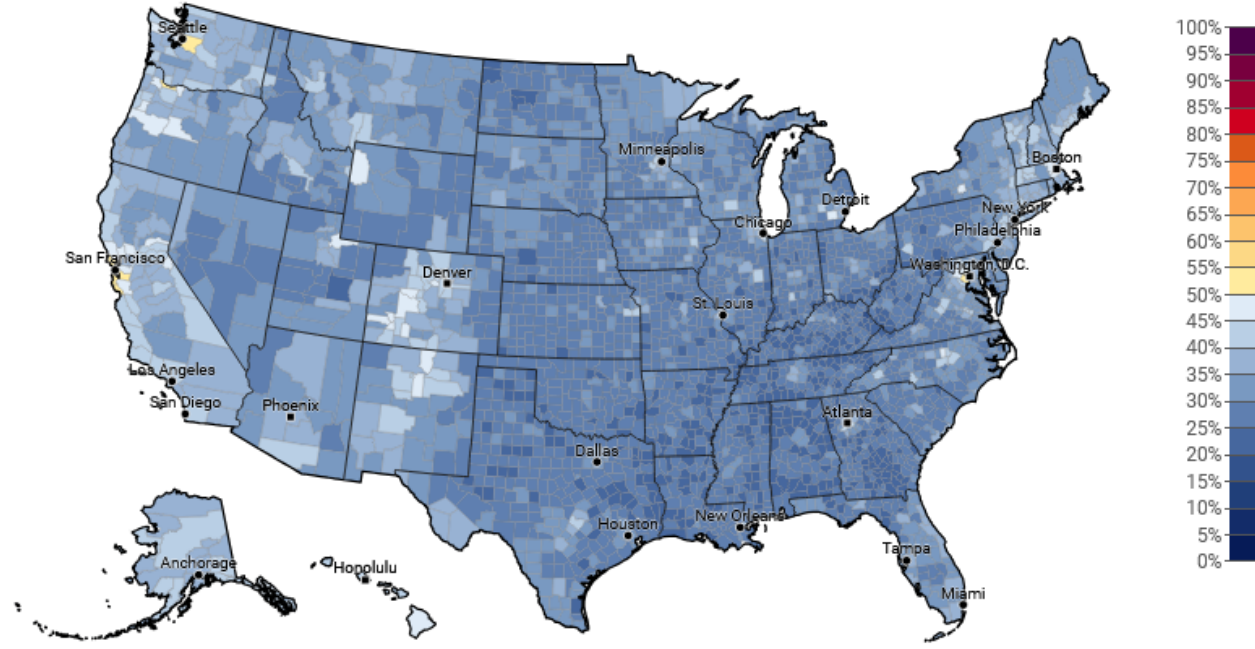 Seattle
Minneapolis
Boston
Detroit
New York
Chicago
Philadelphia
San Francisco
Washington, D.C.
Denver
St. Louis
Los Angeles
San Diego
Phoenix
Atlanta
Dallas
New Orleans
Houston
Tampa
Anchorage
Honolulu
Miami
100%
95%
90%
85%
80%
75%
70%
65%
60%
55%
50%
45%
40%
35%
30%
25%
20%
15%
10%
5%
0%